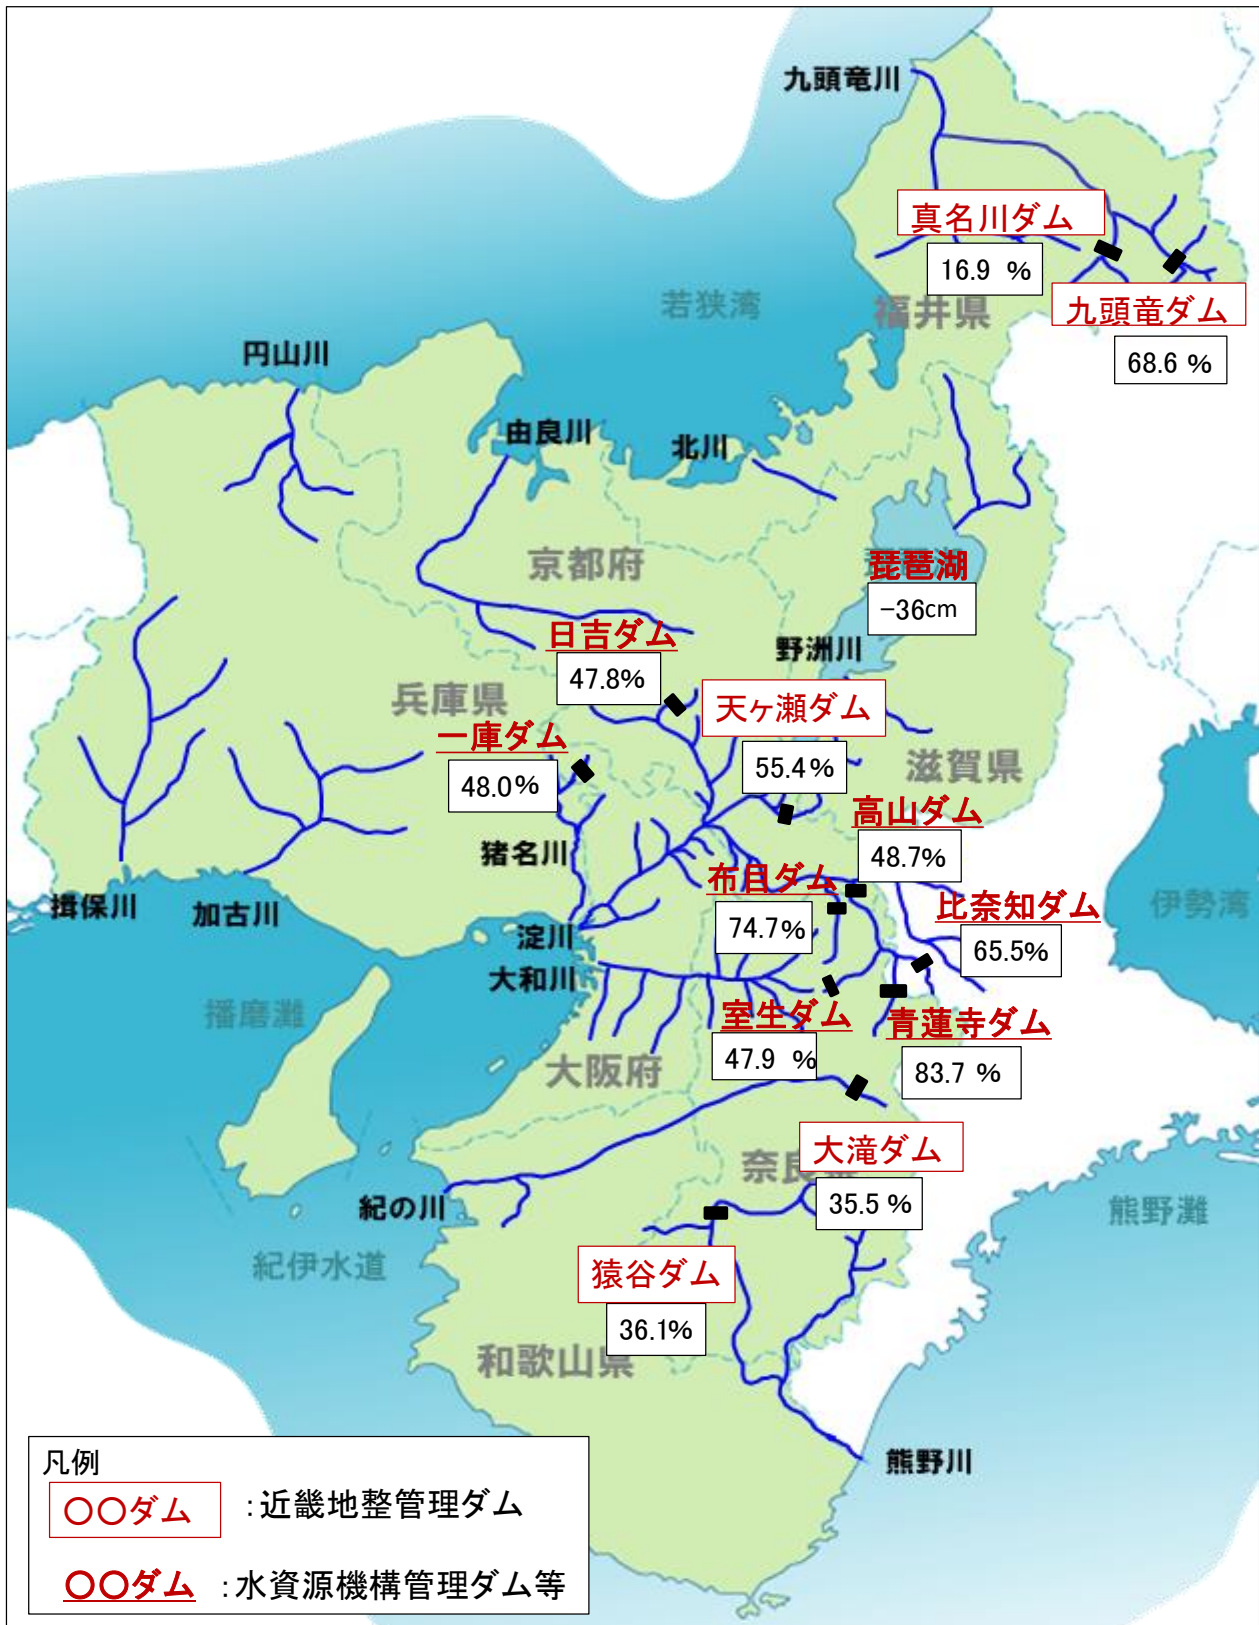 九頭竜川
真名川ダム
16.9 %
九頭竜ダム
68.6 %
若狭湾
福井県
円山川
由良川
北川
京都府
琵琶湖
-36cm
日吉ダム
47.8%
野洲川
兵庫県
天ヶ瀬ダム
55.4%
一庫ダム
48.0%
滋賀県
高山ダム
48.7%
猪名川
布目ダム
74.7%
比奈知ダム
65.5%
伊勢湾
揖保川
加古川
淀川
大和川
播磨灘
室生ダム
47.9 %
青蓮寺ダム
83.7 %
大阪府
大滝ダム
35.5 %
奈良県
紀の川
熊野灘
紀伊水道
猿谷ダム
36.1%
和歌山県
熊野川
凡例
〇〇ダム :近畿地整管理ダム
〇〇ダム :水資源機構管理ダム等